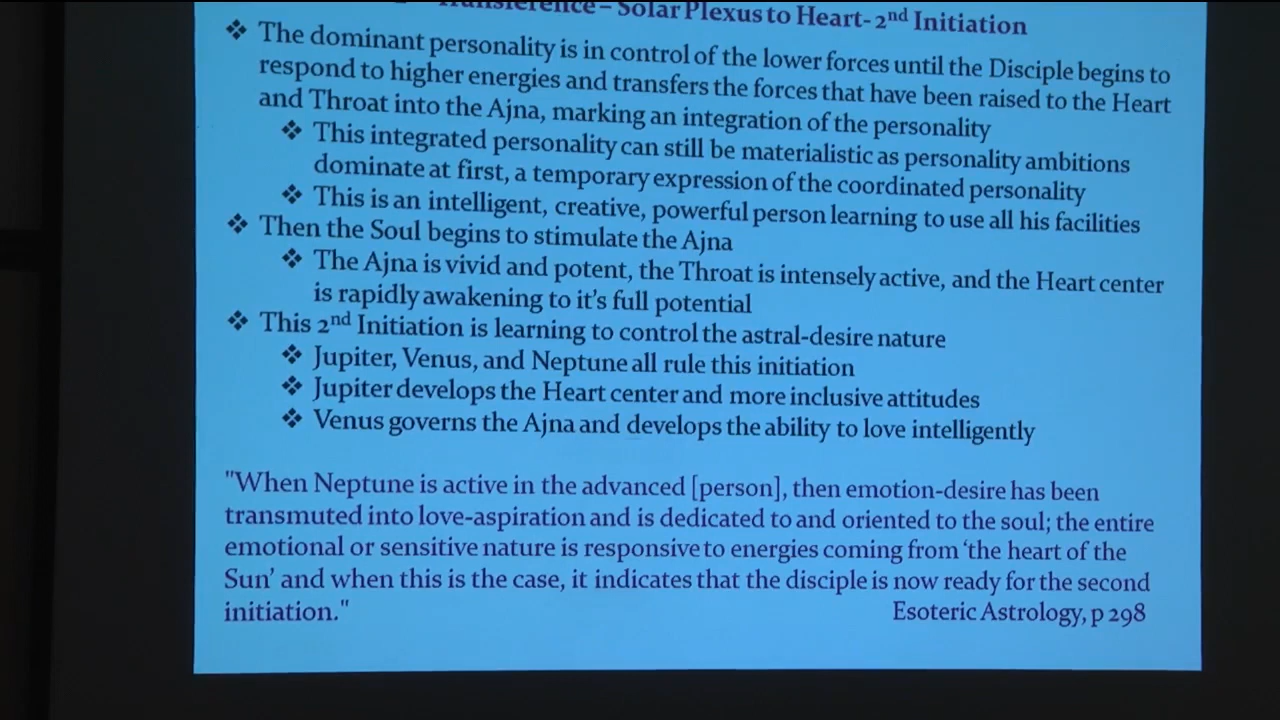 Transference – Solar Plexus to Heart- 2nd Initiation
❖ The dominant personality is in control of the lower forces until the Disciple begins to
respond to higher energies and transfers the forces that have been raised to the Heart
and Throat into the Ajna, marking an integration of the personality
❖ This integrated personality can still be materialistic as personality ambitions
dominate at first, a temporary expression of the coordinated personality
❖ This is an intelligent, creative, powerful person learning to use all his facilities
❖ Then the Soul begins to stimulate the Ajna
❖ The Ajna is vivid and potent, the Throat is intensely active, and the Heart center
is rapidly awakening to it's full potential
❖ This 2nd Initiation is learning to control the astral-desire nature
❖ Jupiter, Venus, and Neptune all rule this initiation
❖ Jupiter develops the Heart center and more inclusive attitudes
❖ Venus governs the Ajna and develops the ability to love intelligently
"When Neptune is active in the advanced [person], then emotion-desire has been
transmuted into love-aspiration and is dedicated to and oriented to the soul; the entire
emotional or sensitive nature is responsive to energies coming from 'the heart of the
Sun' and when this is the case, it indicates that the disciple is now ready for the second
initiation." Esoteric Astrology, p 298